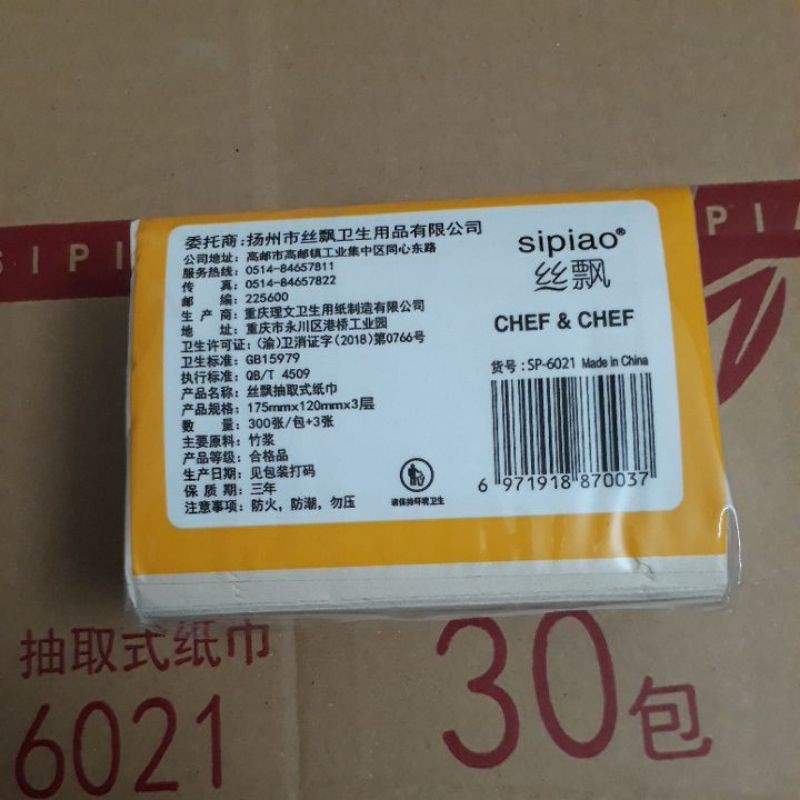 SIPI
SIPIA
委托商:扬州市丝飘卫生用品有限公司
公司地址:高邮市高邮镇工业集中区同心东路
服务热线:0514-84657811
传 真:0514-84657822
邮 编:225600
生 产 商:重庆理文卫生用纸制造有限公司
地 址:重庆市永川区港桥工业园
卫生许可证:(渝)卫消证字(2018)第0766号
卫生标准:GB15979
执行标准:QB/T 4509
产品名称:丝飘抽取式纸巾
产品规格:175mmx120mmx3层
数 量:300张/包+3张
主要原料:竹浆
产品等级:合格品
生产日期:见包装打码
保 质 期:三年
注意事项:防火,防潮,勿压
请保持环境卫生
sipiao®
丝飘
CHEF & CHEF
货号:SP-6021 Made in China
6 971918 870037
抽取式纸巾
6021
30包